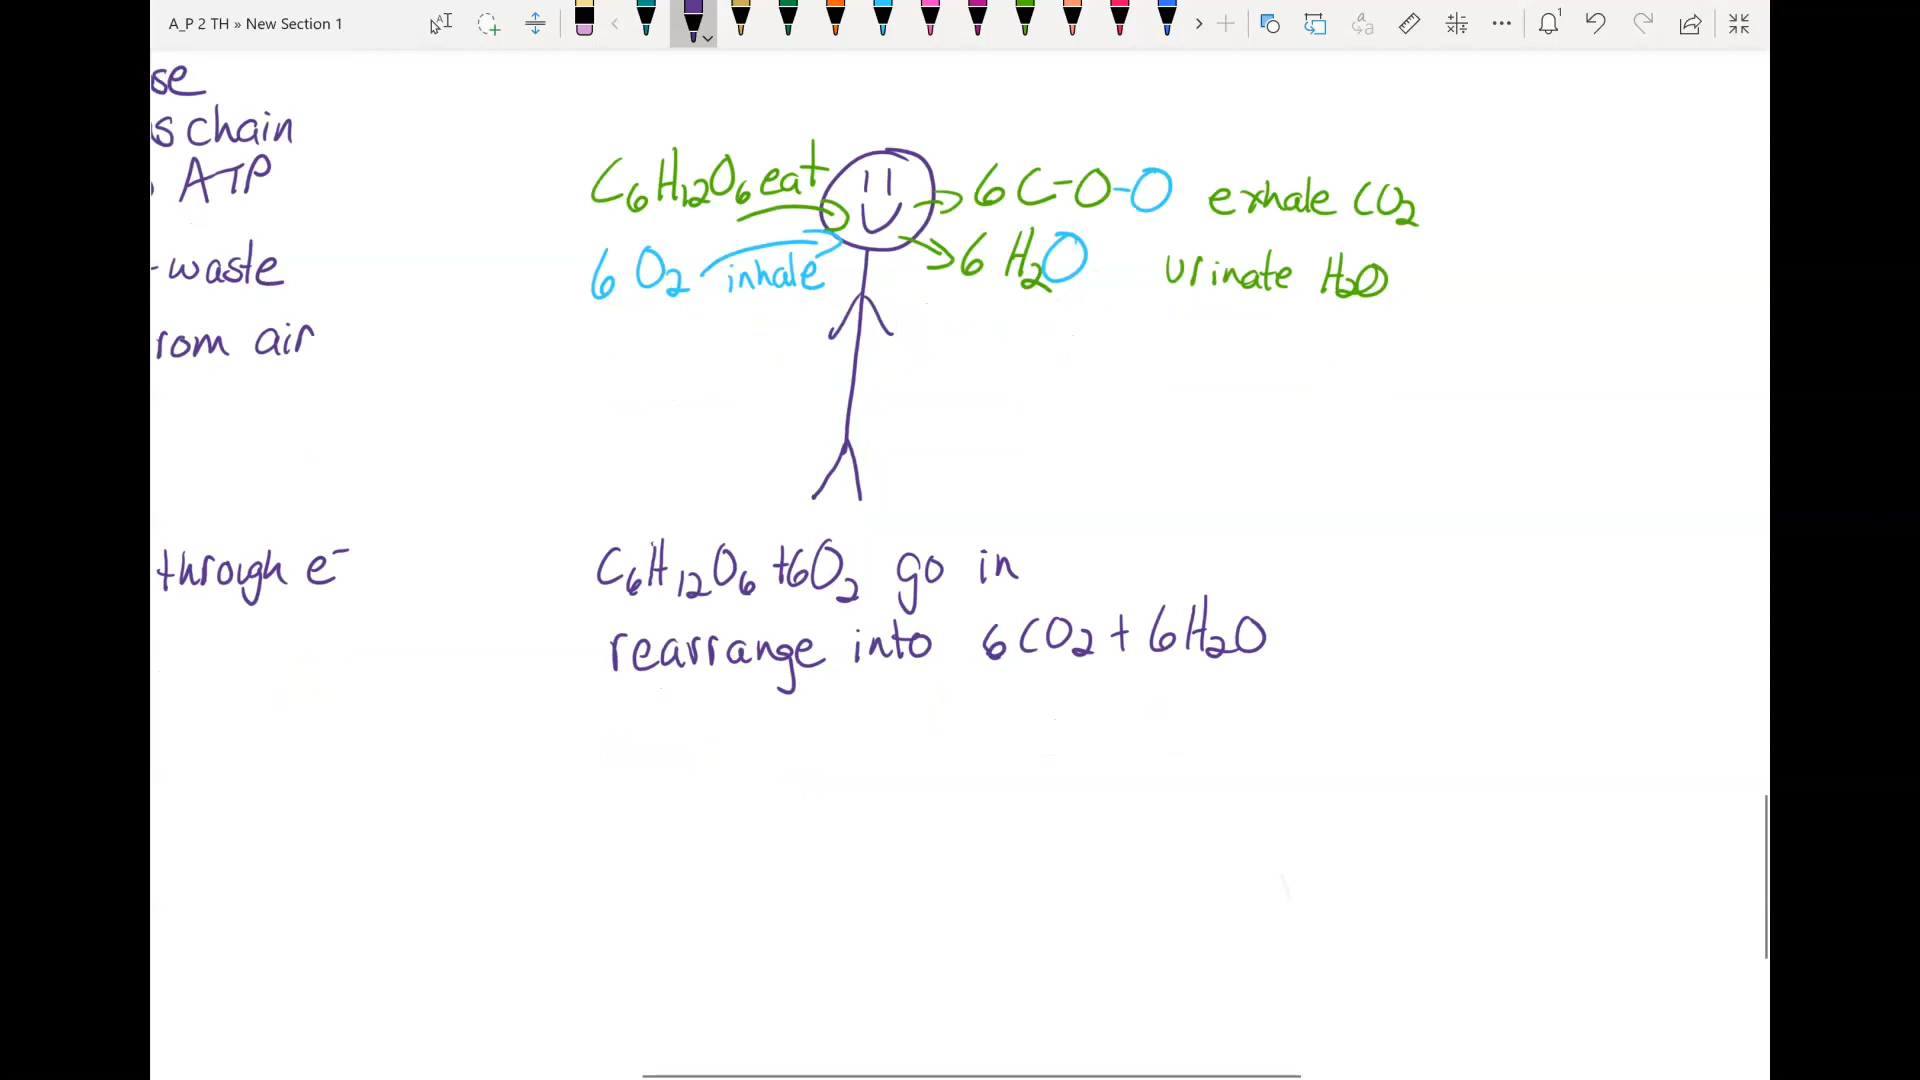 A_P 2 TH » New Section 1
se
s chain
ATP
-waste
rom air
through e⁻
C₆H₁₂O₆ eat → 6 C-O-O exhale CO₂
6 O₂ inhale → 6 H₂O urinate H₂O
C₆H₁₂O₆ +6O₂ go in
rearrange into 6CO₂ + 6H₂O